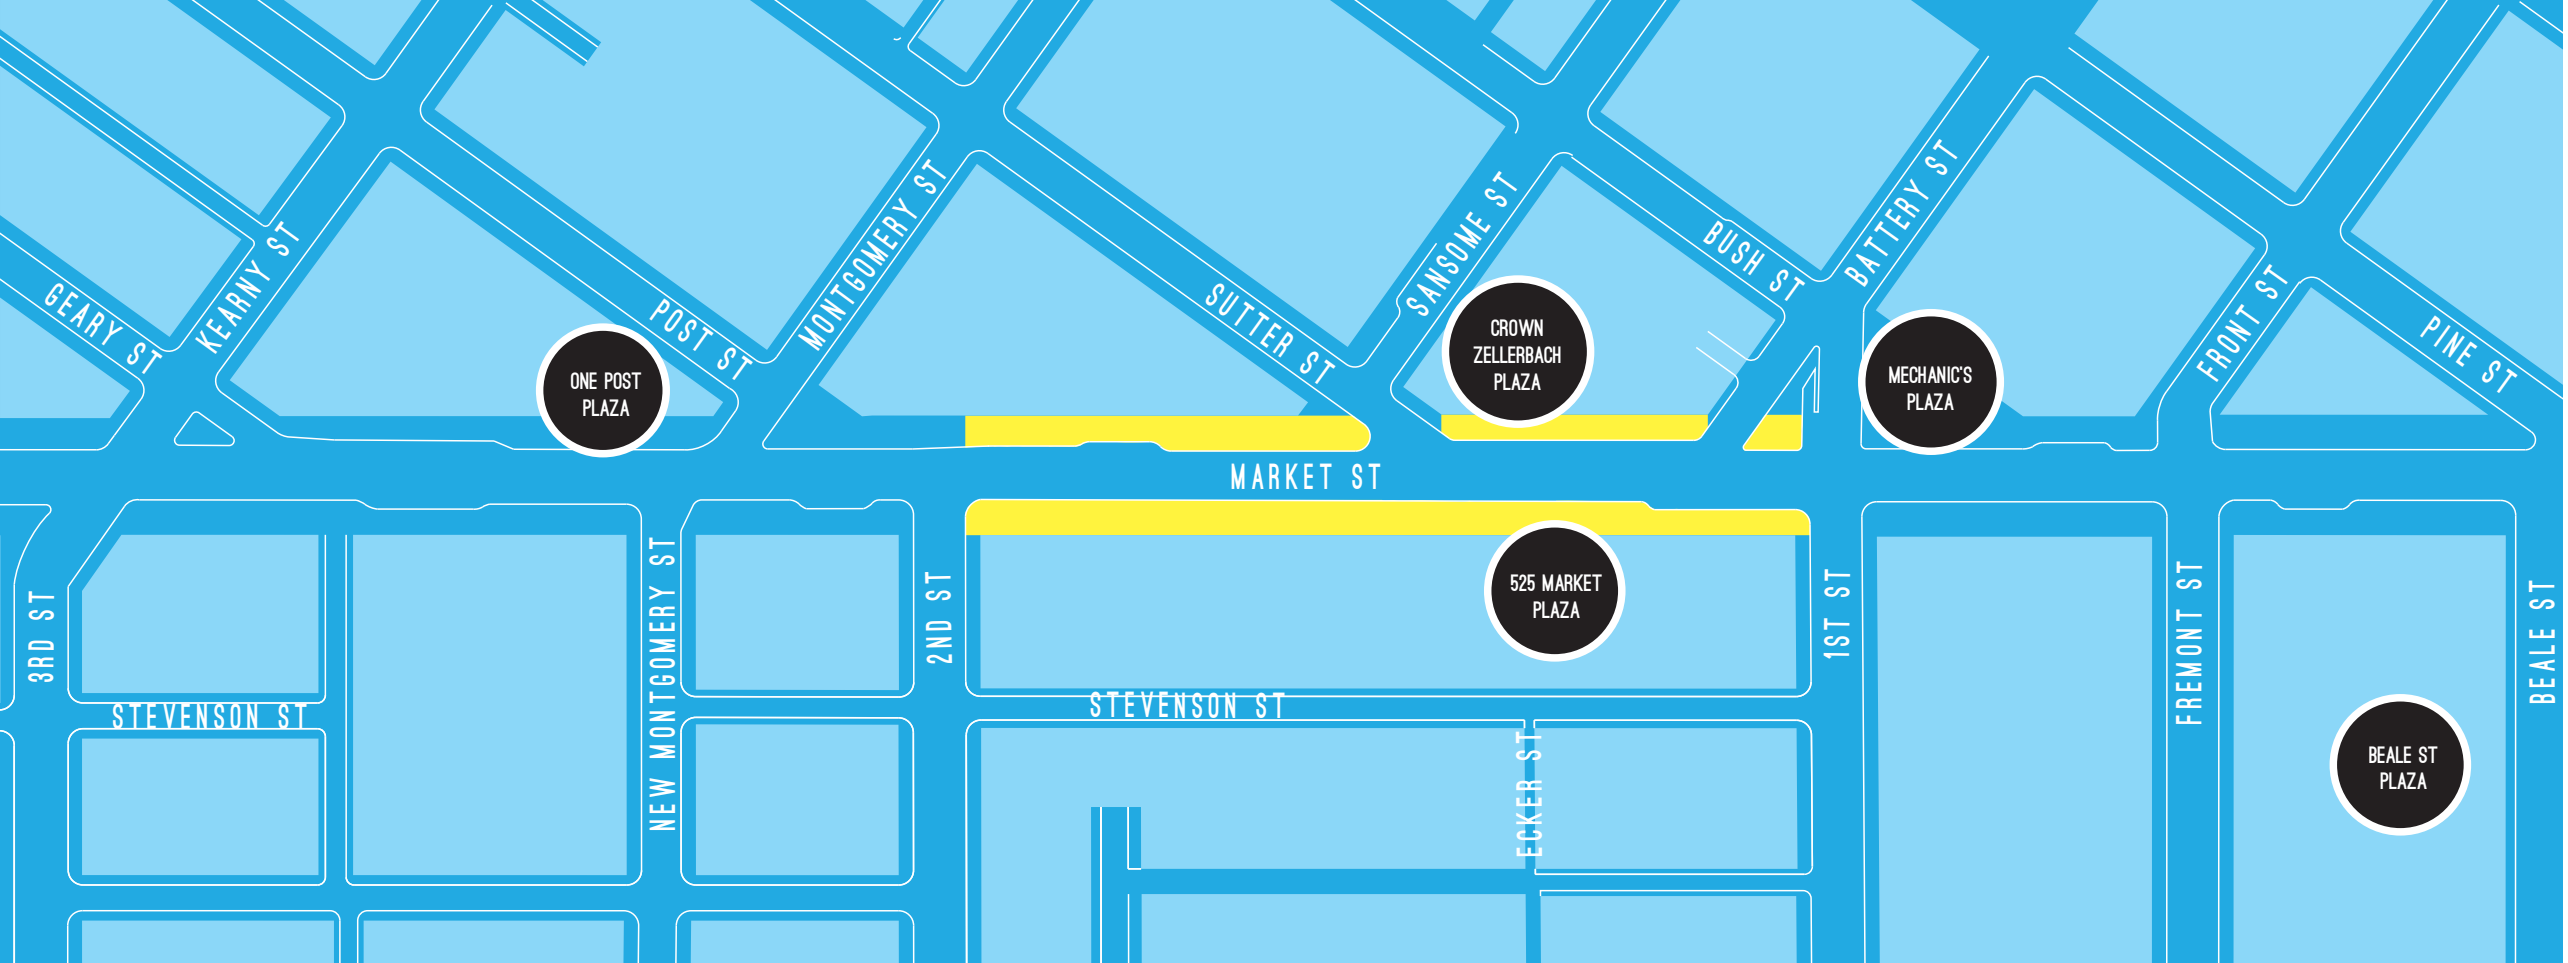 GEARY ST
KEARNY ST
ONE POST
PLAZA
POST ST
MONTGOMERY ST
SUTTER ST
SANSOME ST
CROWN
ZELLERBACH
PLAZA
BUSH ST
BATTERY ST
MECHANIC'S
PLAZA
FRONT ST
PINE ST
MARKET ST
3RD ST
STEVENSON ST
NEW MONTGOMERY ST
2ND ST
525 MARKET
PLAZA
STEVENSON ST
ECKER ST
1ST ST
FREMONT ST
BEALE ST
PLAZA
BEALE ST